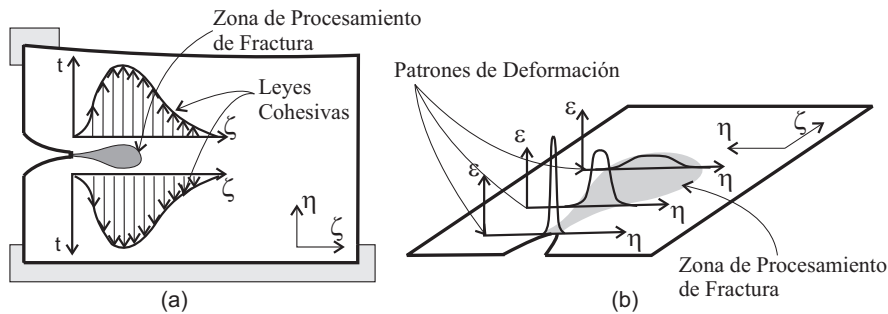 Zona de Procesamiento
de Fractura
t
Leyes
Cohesivas
ζ
ζ
t
η
ζ
(a)
Patrones de Deformación
ε
ε
ε
η
ζ
η
η
η
Zona de Procesamiento
de Fractura
(b)